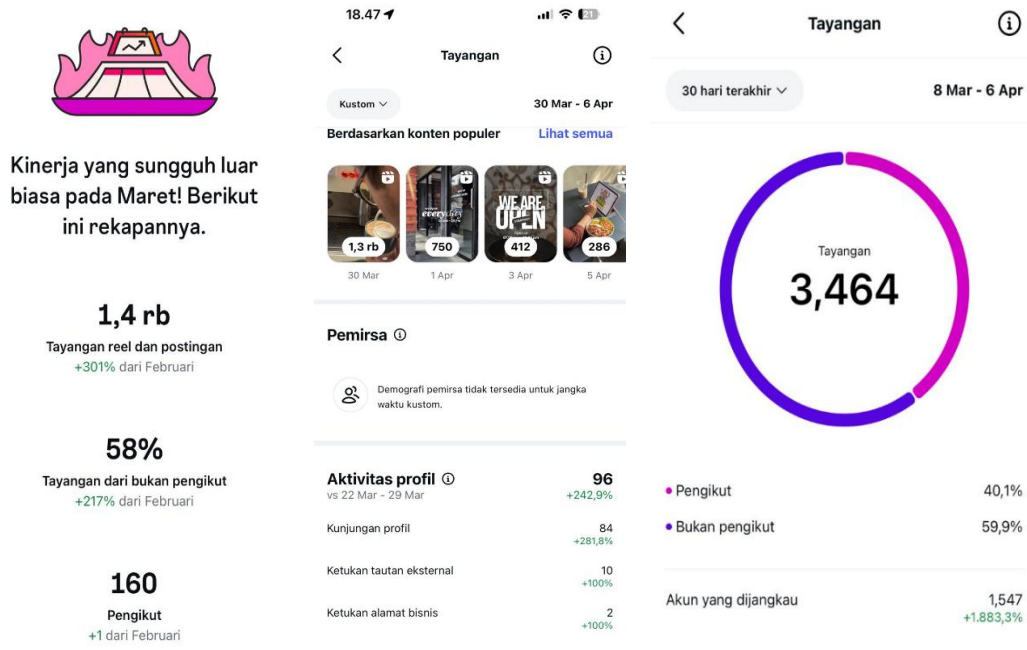 Kinerja yang sungguh luar
biasa pada Maret! Berikut
ini rekapannya.
1,4 rb
Tayangan reel dan postingan
+301% dari Februari
58%
Tayangan dari bukan pengikut
+217% dari Februari
160
Pengikut
+1 dari Februari
18.47
21
Tayangan
Kustom
30 Mar - 6 Apr
Berdasarkan konten populer
Lihat semua
everyday
WE ARE
OPEN
1,3 rb
750
412
286
30 Mar
1 Apr
3 Apr
5 Apr
Pemirsa
Demografi pemirsa tidak tersedia untuk jangka
waktu kustom.
Aktivitas profil
96
vs 22 Mar - 29 Mar
+242,9%
Kunjungan profil
84
+281,8%
Ketukan tautan eksternal
10
+100%
Ketukan alamat bisnis
2
+100%
Tayangan
30 hari terakhir
8 Mar - 6 Apr
Tayangan
3,464
Pengikut
40,1%
Bukan pengikut
59,9%
Akun yang dijangkau
1,547
+1.883,3%